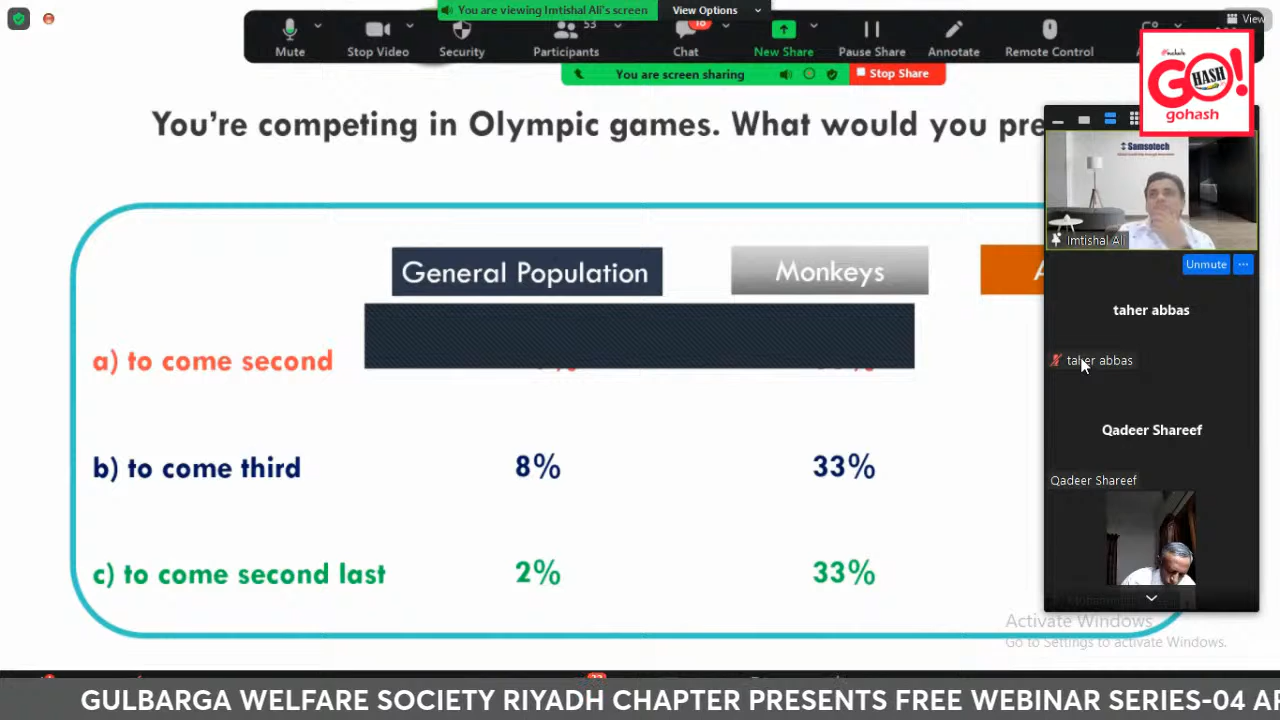 You are viewing Imtishal Ali's screen
View Options
View
Mute
Stop Video
Security
53
Participants
18
Chat
New Share
Pause Share
Annotate
Remote Control
You are screen sharing
Stop Share
GO!
HASH
gohash
You're competing in Olympic games. What would you pre
Samsotech
Imtishal Ali
Unmute
General Population
Monkeys
A
taher abbas
taher abbas
a) to come second
Qadeer Shareef
Qadeer Shareef
b) to come third
8%
33%
c) to come second last
2%
33%
Activate Windows
Go to Settings to activate Windows.
GULBARGA WELFARE SOCIETY RIYADH CHAPTER PRESENTS FREE WEBINAR SERIES-04 A